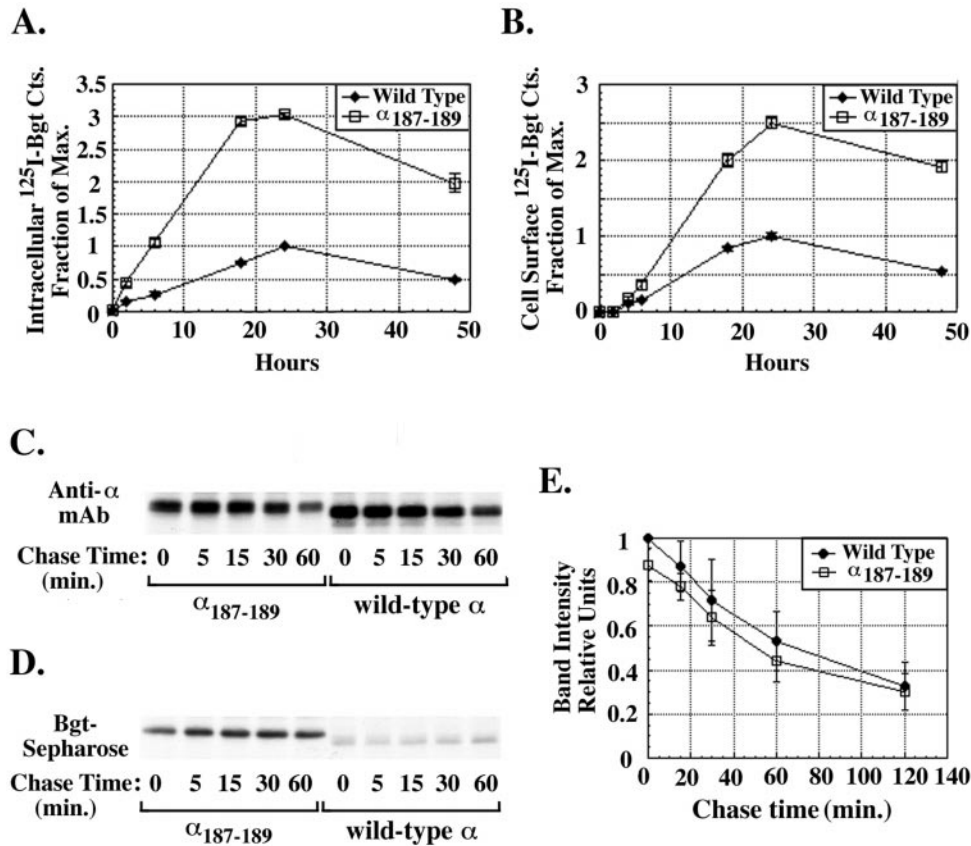 A.
Intracellular 125I-Bgt Cts.
Fraction of Max.
3.5
3
2.5
2
1.5
1
0.5
0
0 10 20 30 40 50
Hours
Wild Type
α187-189
B.
Cell Surface 125I-Bgt Cts.
Fraction of Max.
3
2.5
2
1.5
1
0.5
0
0 10 20 30 40 50
Hours
Wild Type
α187-189
C.
Anti-α
mAb
Chase Time: 0 5 15 30 60 0 5 15 30 60
(min.)
α187-189 wild-type α
D.
Bgt-
Sepharose
Chase Time: 0 5 15 30 60 0 5 15 30 60
(min.)
α187-189 wild-type α
E.
Band Intensity
Relative Units
1
0.8
0.6
0.4
0.2
0
0 20 40 60 80 100 120 140
Chase time (min.)
Wild Type
α187-189